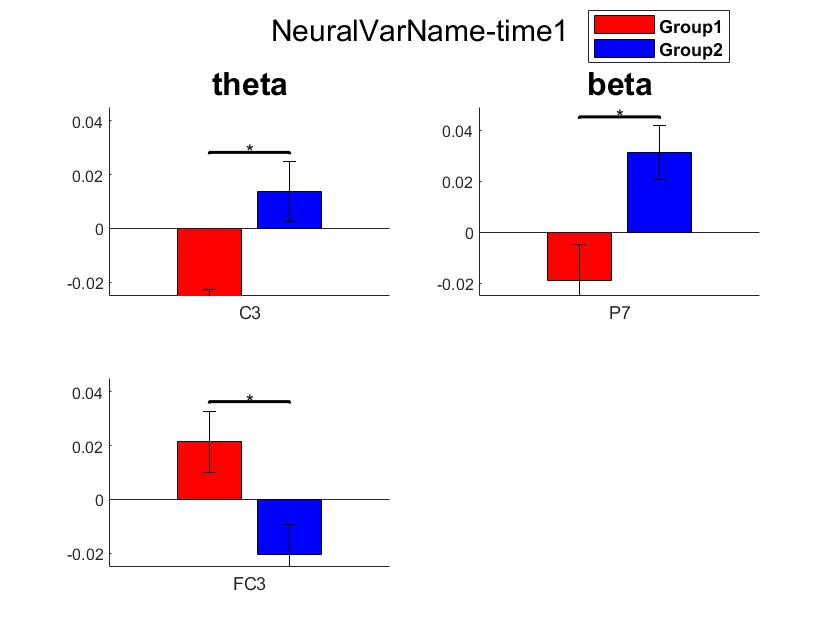 NeuralVarName-time1
Group1
Group2
theta
beta
0.04
0.02
0
-0.02
*
C3
0.04
0.02
0
-0.02
*
P7
0.04
0.02
0
-0.02
*
FC3